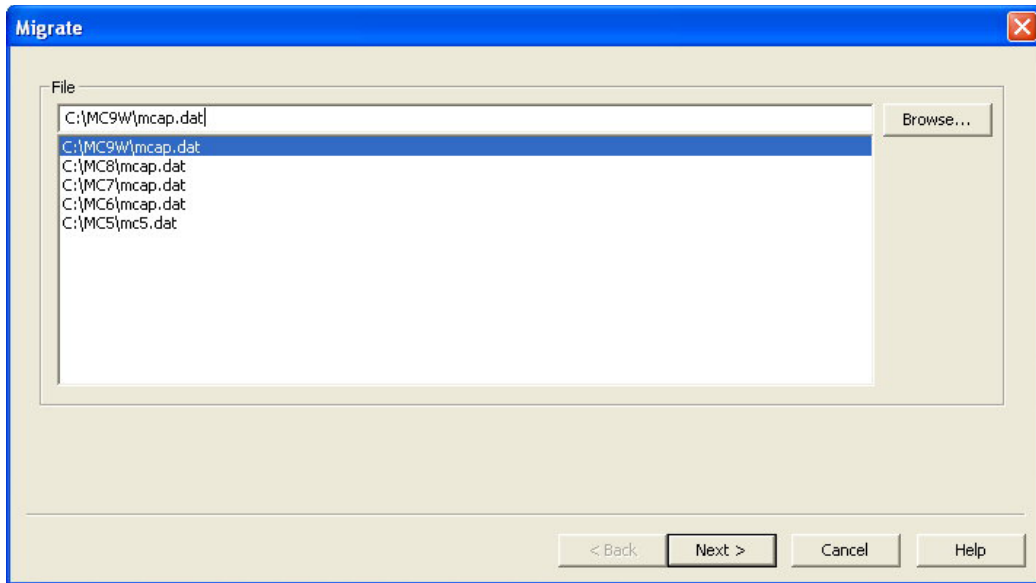 Migrate
File
C:\MC9W\mcap.dat
Browse...
C:\MC9W\mcap.dat
C:\MC8\mcap.dat
C:\MC7\mcap.dat
C:\MC6\mcap.dat
C:\MC5\mc5.dat
< Back
Next >
Cancel
Help